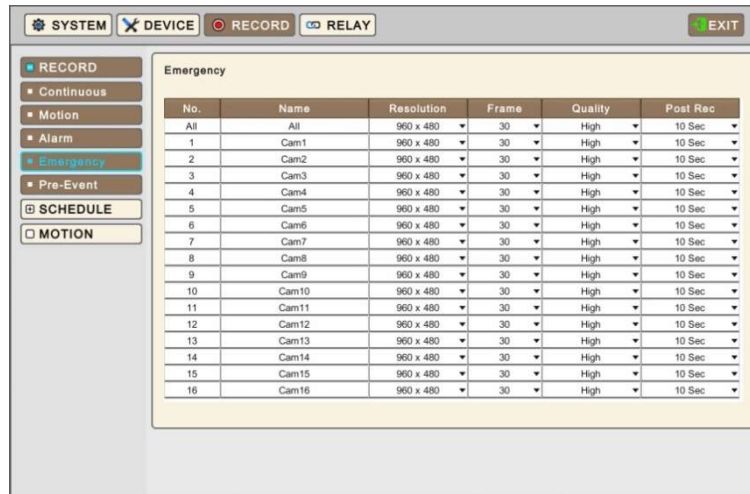 SYSTEM DEVICE RECORD RELAY EXIT
RECORD
Continuous
Motion
Alarm
Emergency
Pre-Event
SCHEDULE
MOTION
Emergency
No. Name Resolution Frame Quality Post Rec
All All 960 x 480 30 High 10 Sec
1 Cam1 960 x 480 30 High 10 Sec
2 Cam2 960 x 480 30 High 10 Sec
3 Cam3 960 x 480 30 High 10 Sec
4 Cam4 960 x 480 30 High 10 Sec
5 Cam5 960 x 480 30 High 10 Sec
6 Cam6 960 x 480 30 High 10 Sec
7 Cam7 960 x 480 30 High 10 Sec
8 Cam8 960 x 480 30 High 10 Sec
9 Cam9 960 x 480 30 High 10 Sec
10 Cam10 960 x 480 30 High 10 Sec
11 Cam11 960 x 480 30 High 10 Sec
12 Cam12 960 x 480 30 High 10 Sec
13 Cam13 960 x 480 30 High 10 Sec
14 Cam14 960 x 480 30 High 10 Sec
15 Cam15 960 x 480 30 High 10 Sec
16 Cam16 960 x 480 30 High 10 Sec